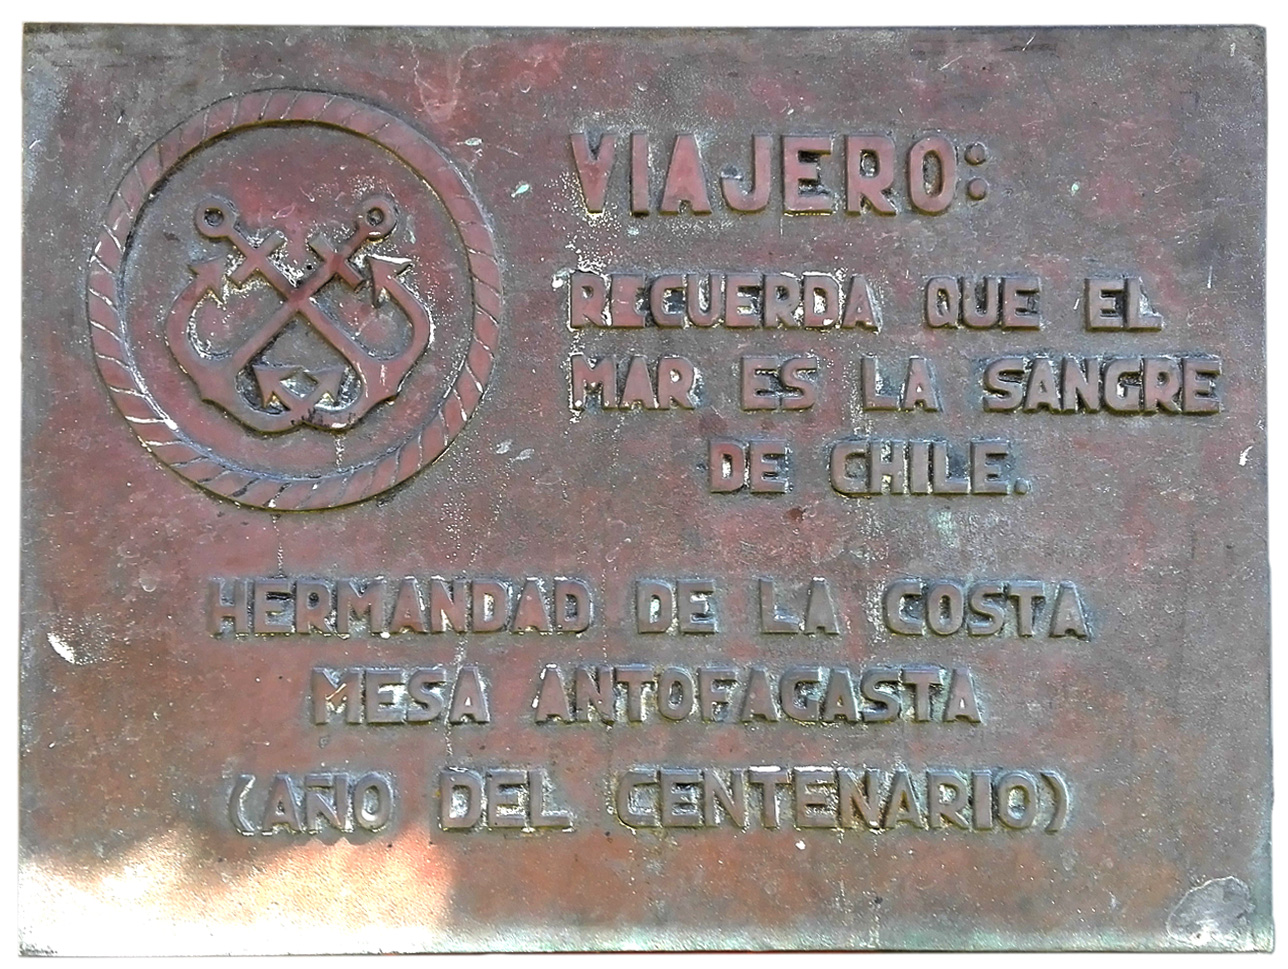 VIAJERO:
RECUERDA QUE EL
MAR ES LA SANGRE
DE CHILE.
HERMANDAD DE LA COSTA
MESA ANTOFAGASTA
(AÑO DEL CENTENARIO)